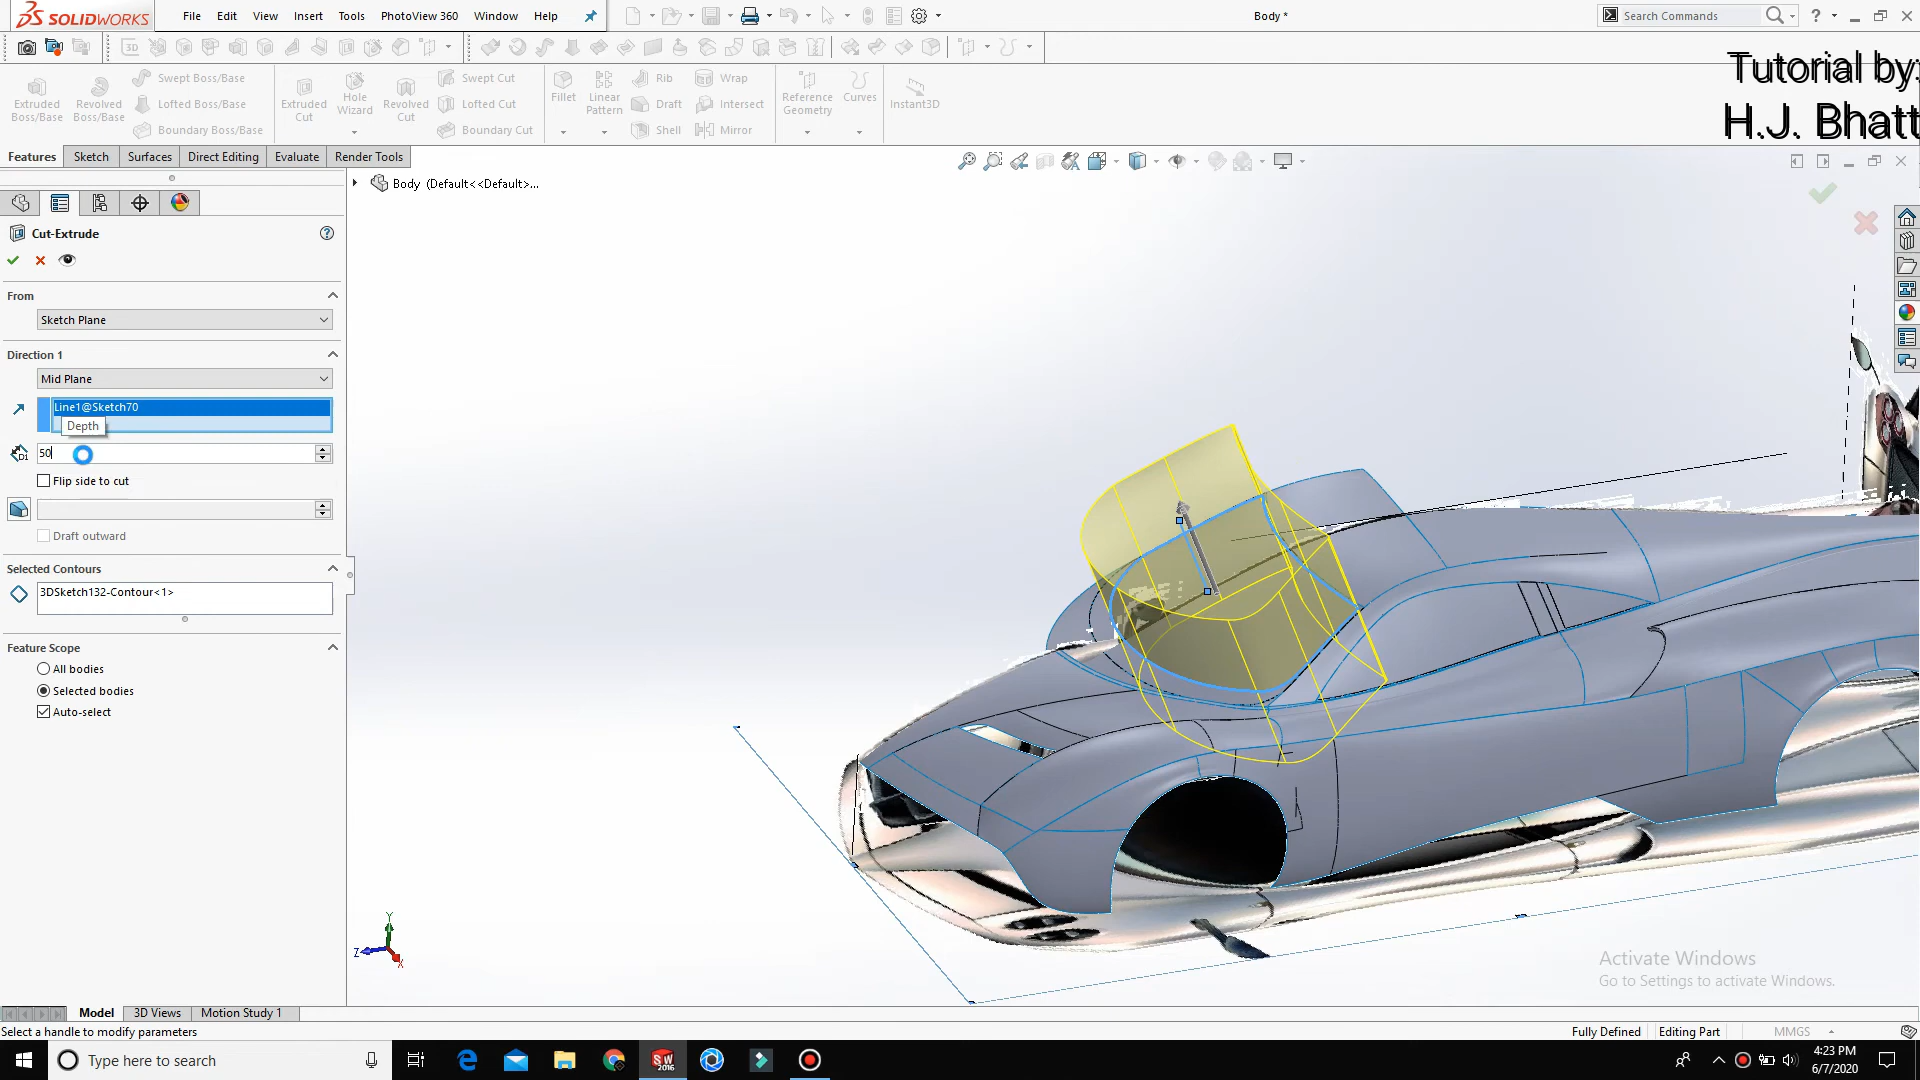 SOLIDWORKS
File Edit View Insert Tools PhotoView 360 Window Help
Body *
Search Commands
3D
Extruded Boss/Base
Revolved Boss/Base
Swept Boss/Base
Lofted Boss/Base
Boundary Boss/Base
Extruded Cut
Hole Wizard
Revolved Cut
Swept Cut
Lofted Cut
Boundary Cut
Fillet
Linear Pattern
Rib
Draft
Shell
Wrap
Intersect
Mirror
Reference Geometry
Curves
Instant3D
Tutorial by:
H.J. Bhatt
Features Sketch Surfaces Direct Editing Evaluate Render Tools
Body (Default<<Default>...
Cut-Extrude
From
Sketch Plane
Direction 1
Mid Plane
Line1@Sketch70
Depth
D1
50
Flip side to cut
Draft outward
Selected Contours
3DSketch132-Contour<1>
Feature Scope
All bodies
Selected bodies
Auto-select
Y
Z
X
Activate Windows
Go to Settings to activate Windows.
Model 3D Views Motion Study 1
Select a handle to modify parameters
Fully Defined Editing Part MMGS
Type here to search
SW 2016
4:23 PM
6/7/2020